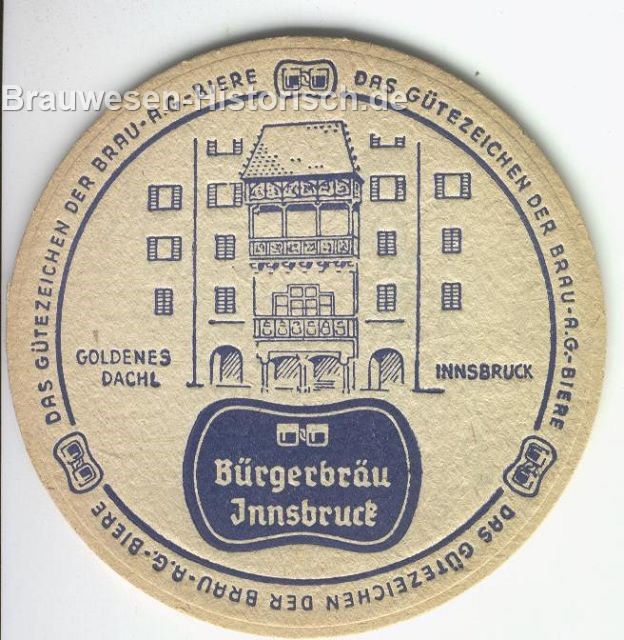 Brauwesen-Historisch.de
DAS GÜTEZEICHEN DER BRAU-A.G.-BIERE
DAS GÜTEZEICHEN DER BRAU-A.G.-BIERE
DAS GÜTEZEICHEN DER BRAU-A.G.-BIERE
GOLDENES
DACHL
INNSBRUCK
Bürgerbräu
Innsbruck